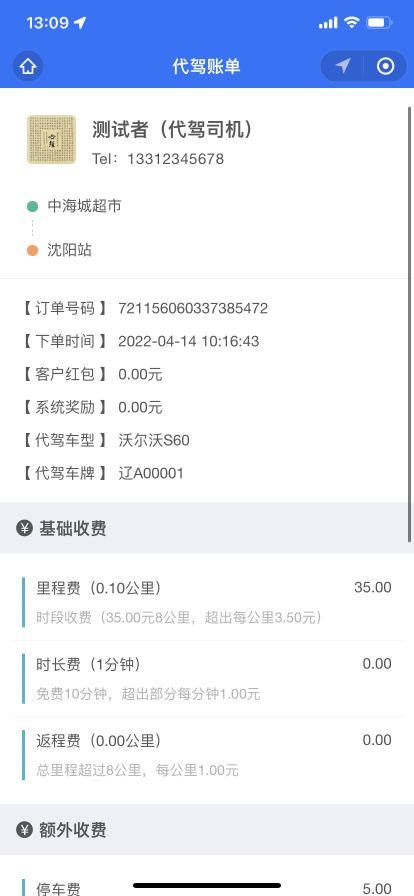 13:09
代驾账单
测试者（代驾司机）
Tel：13312345678
中海城超市
沈阳站
【 订单号码 】 721156060337385472
【 下单时间 】 2022-04-14 10:16:43
【 客户红包 】 0.00元
【 系统奖励 】 0.00元
【 代驾车型 】 沃尔沃S60
【 代驾车牌 】 辽A00001
¥ 基础收费
里程费（0.10公里） 35.00
时段收费（35.00元8公里，超出每公里3.50元）
时长费（1分钟） 0.00
免费10分钟，超出部分每分钟1.00元
返程费（0.00公里） 0.00
总里程超过8公里，每公里1.00元
¥ 额外收费
停车费 5.00